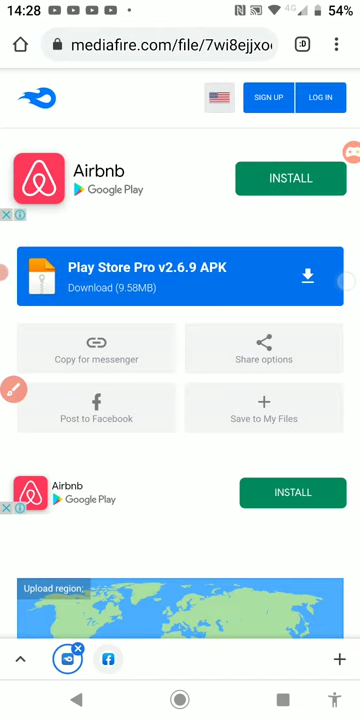 14:28
4G
54%
mediafire.com/file/7wi8ejjxo
:D
SIGN UP
LOG IN
Airbnb
Google Play
INSTALL
Play Store Pro v2.6.9 APK
Download (9.58MB)
Copy for messenger
Share options
Post to Facebook
Save to My Files
Airbnb
Google Play
INSTALL
Upload region: